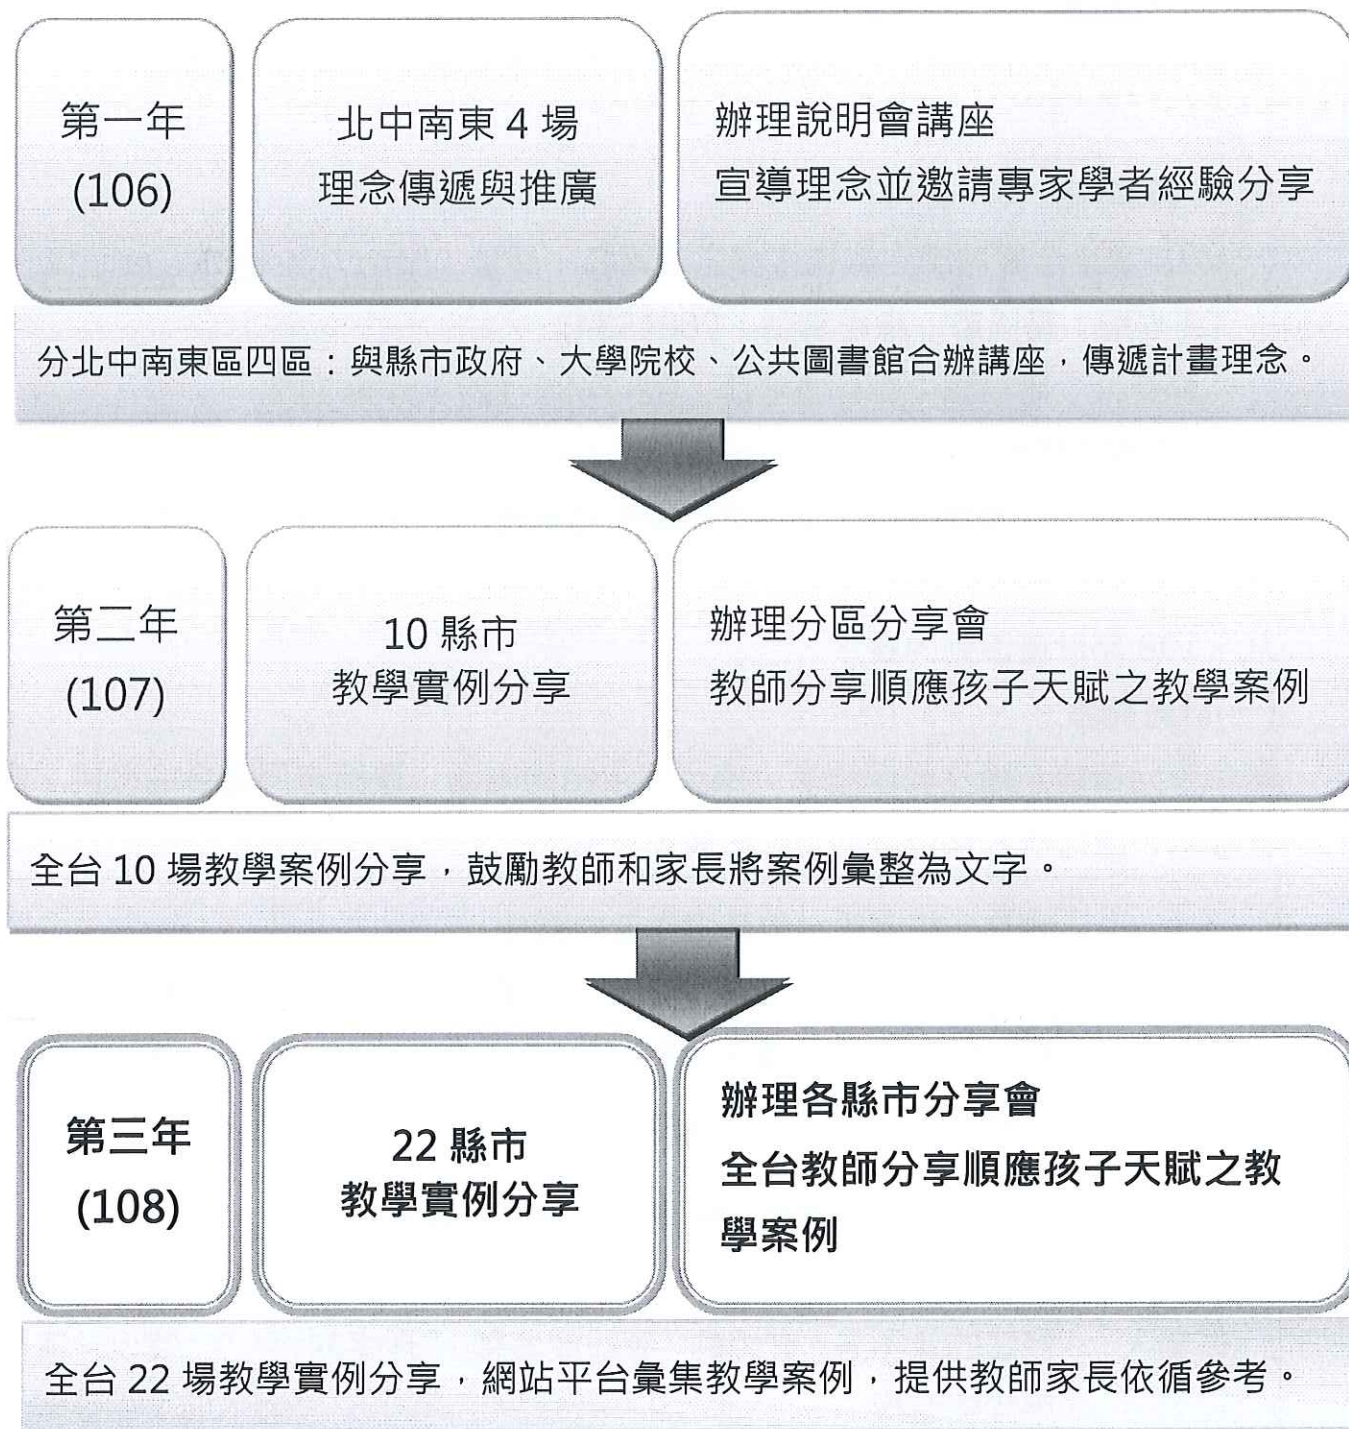 第一年
(106)
北中南東 4 場
理念傳遞與推廣
辦理說明會講座
宣導理念並邀請專家學者經驗分享
分北中南東區四區：與縣市政府、大學院校、公共圖書館合辦講座，傳遞計畫理念。
第二年
(107)
10 縣市
教學實例分享
辦理分區分享會
教師分享順應孩子天賦之教學案例
全台 10 場教學案例分享，鼓勵教師和家長將案例彙整為文字。
第三年
(108)
22 縣市
教學實例分享
辦理各縣市分享會
全台教師分享順應孩子天賦之教
學案例
全台 22 場教學實例分享，網站平台彙集教學案例，提供教師家長依循參考。